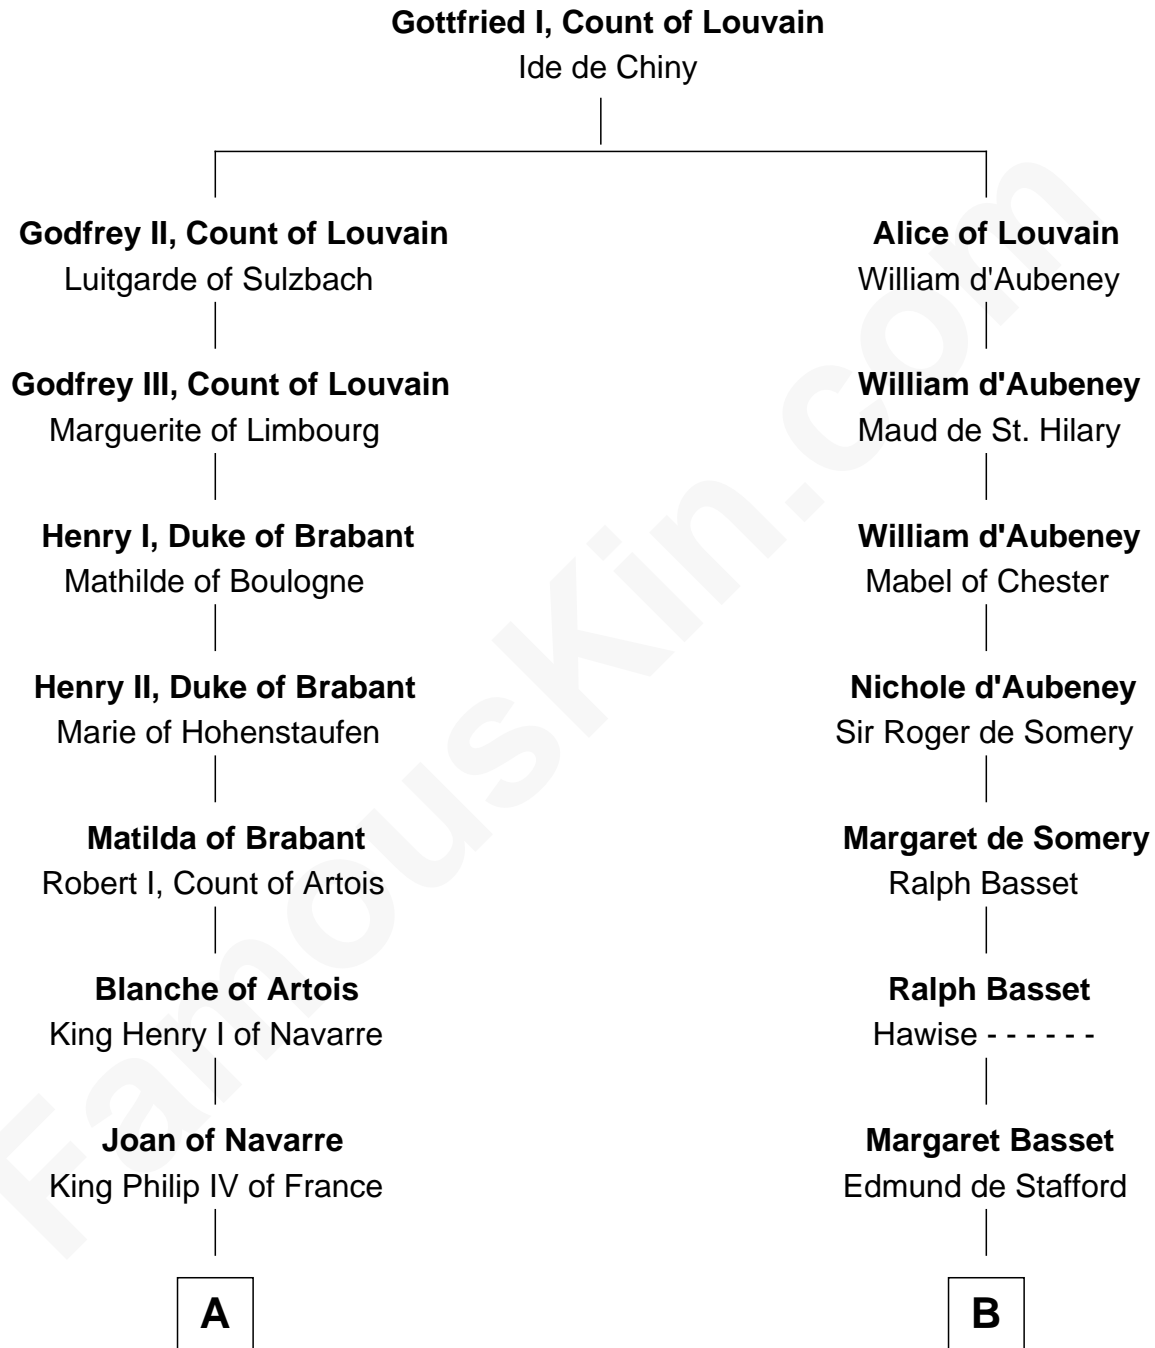 Gottfried I, Count of Louvain
Ide de Chiny
Godfrey II, Count of Louvain
Luitgarde of Sulzbach
Godfrey III, Count of Louvain
Marguerite of Limbourg
Henry I, Duke of Brabant
Mathilde of Boulogne
Henry II, Duke of Brabant
Marie of Hohenstaufen
Matilda of Brabant
Robert I, Count of Artois
Blanche of Artois
King Henry I of Navarre
Joan of Navarre
King Philip IV of France
A
Alice of Louvain
William d'Aubeney
William d'Aubeney
Maud de St. Hilary
William d'Aubeney
Mabel of Chester
Nichole d'Aubeney
Sir Roger de Somery
Margaret de Somery
Ralph Basset
Ralph Basset
Hawise - - - - - -
Margaret Basset
Edmund de Stafford
B
FamousKin.com